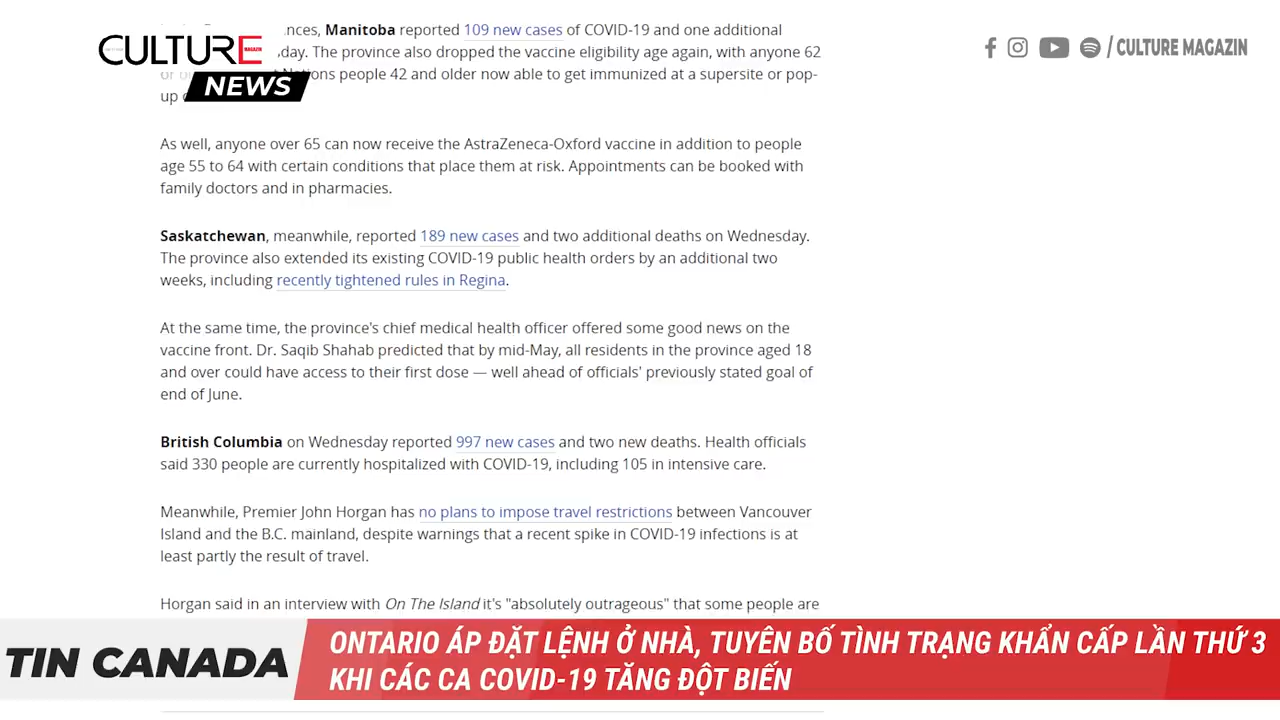 nces, Manitoba reported 109 new cases of COVID-19 and one additional
CULTURE
MAGAZIN
day. The province also dropped the vaccine eligibility age again, with anyone 62
or
people 42 and older now able to get immunized at a supersite or pop-
NEWS
up
/ CULTURE MAGAZIN
As well, anyone over 65 can now receive the AstraZeneca-Oxford vaccine in addition to people
age 55 to 64 with certain conditions that place them at risk. Appointments can be booked with
family doctors and in pharmacies.
Saskatchewan, meanwhile, reported 189 new cases and two additional deaths on Wednesday.
The province also extended its existing COVID-19 public health orders by an additional two
weeks, including recently tightened rules in Regina.
At the same time, the province's chief medical health officer offered some good news on the
vaccine front. Dr. Saqib Shahab predicted that by mid-May, all residents in the province aged 18
and over could have access to their first dose — well ahead of officials' previously stated goal of
end of June.
British Columbia on Wednesday reported 997 new cases and two new deaths. Health officials
said 330 people are currently hospitalized with COVID-19, including 105 in intensive care.
Meanwhile, Premier John Horgan has no plans to impose travel restrictions between Vancouver
Island and the B.C. mainland, despite warnings that a recent spike in COVID-19 infections is at
least partly the result of travel.
Horgan said in an interview with On The Island it's "absolutely outrageous" that some people are
TIN CANADA
ONTARIO ÁP ĐẶT LỆNH Ở NHÀ, TUYÊN BỐ TÌNH TRẠNG KHẨN CẤP LẦN THỨ 3
KHI CÁC CA COVID-19 TĂNG ĐỘT BIẾN